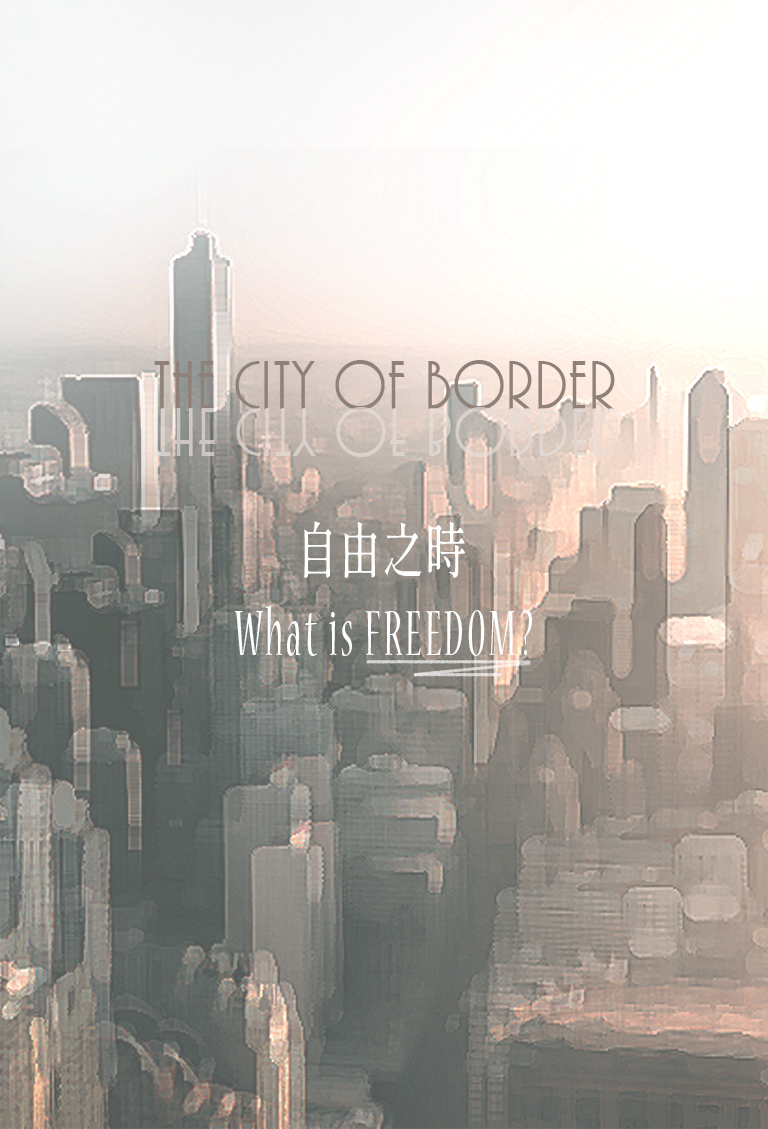 THE CITY OF BORDER
自由之時
What is FREEDOM?